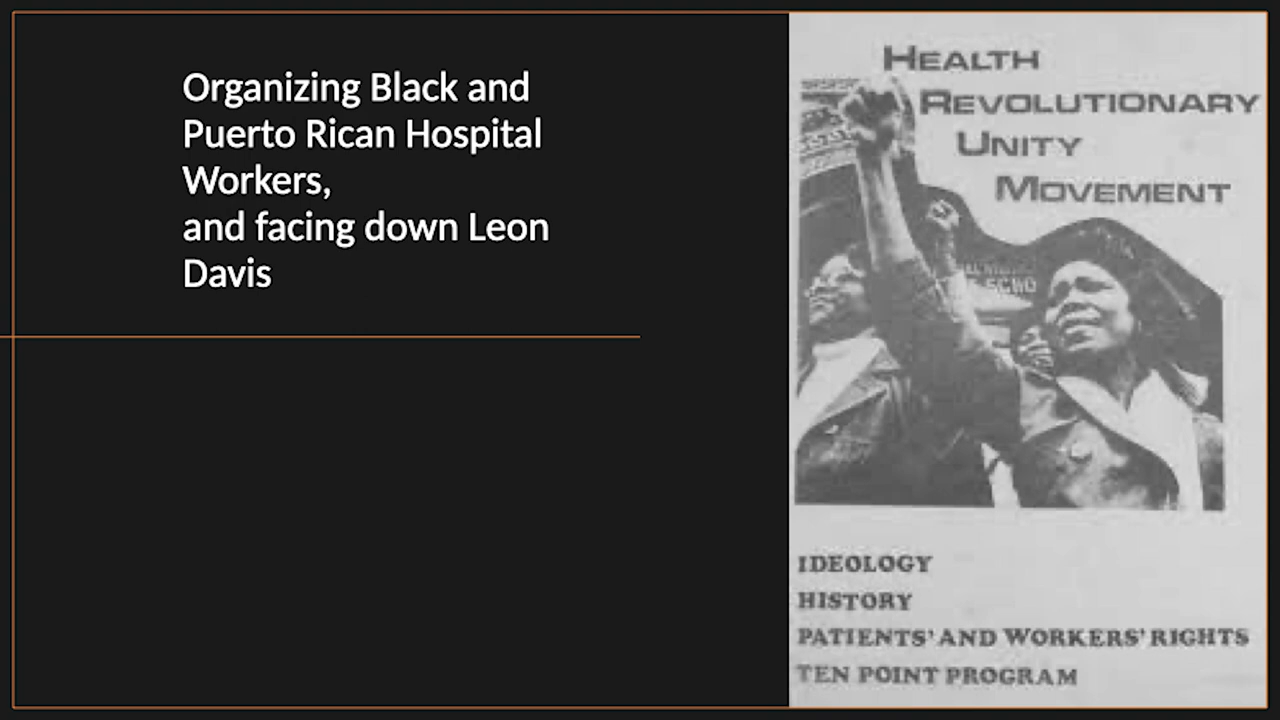 Organizing Black and
Puerto Rican Hospital
Workers,
and facing down Leon
Davis
HEALTH
REVOLUTIONARY
UNITY
MOVEMENT
IDEOLOGY
HISTORY
PATIENTS' AND WORKERS' RIGHTS
TEN POINT PROGRAM